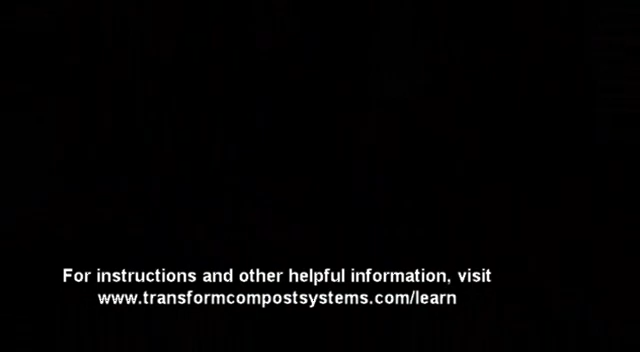 For instructions and other helpful information, visit
www.transformcompostsystems.com/learn